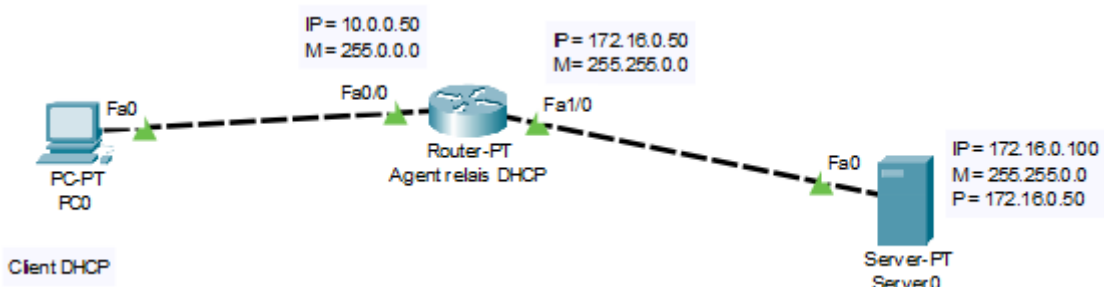 IP = 10.0.0.50
M = 255.0.0.0
IP = 172.16.0.50
M = 255.255.0.0
Fa0
Fa0/0
Fa1/0
Router-PT
Agent relais DHCP
PC-PT
PC0
Fa0
IP = 172.16.0.100
M = 255.255.0.0
P = 172.16.0.50
Client DHCP
Server-PT
Server0